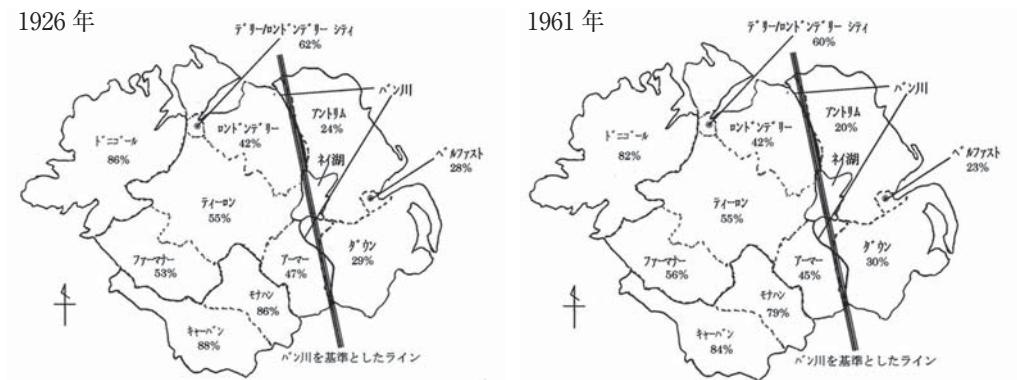 1926 年
デリー/ロンドンデリー シティ
62%
バン川
アントリム
24%
ロンドンデリー
42%
ドニゴール
86%
ネイ湖
ベルファスト
28%
ティーロン
55%
ダウン
29%
ファーマナー
53%
アーマー
47%
モナハン
86%
キャーバン
88%
バン川を基準としたライン
1961 年
デリー/ロンドンデリー シティ
60%
バン川
アントリム
20%
ロンドンデリー
42%
ドニゴール
82%
ネイ湖
ベルファスト
23%
ティーロン
55%
ダウン
30%
ファーマナー
56%
アーマー
45%
モナハン
79%
キャーバン
84%
バン川を基準としたライン